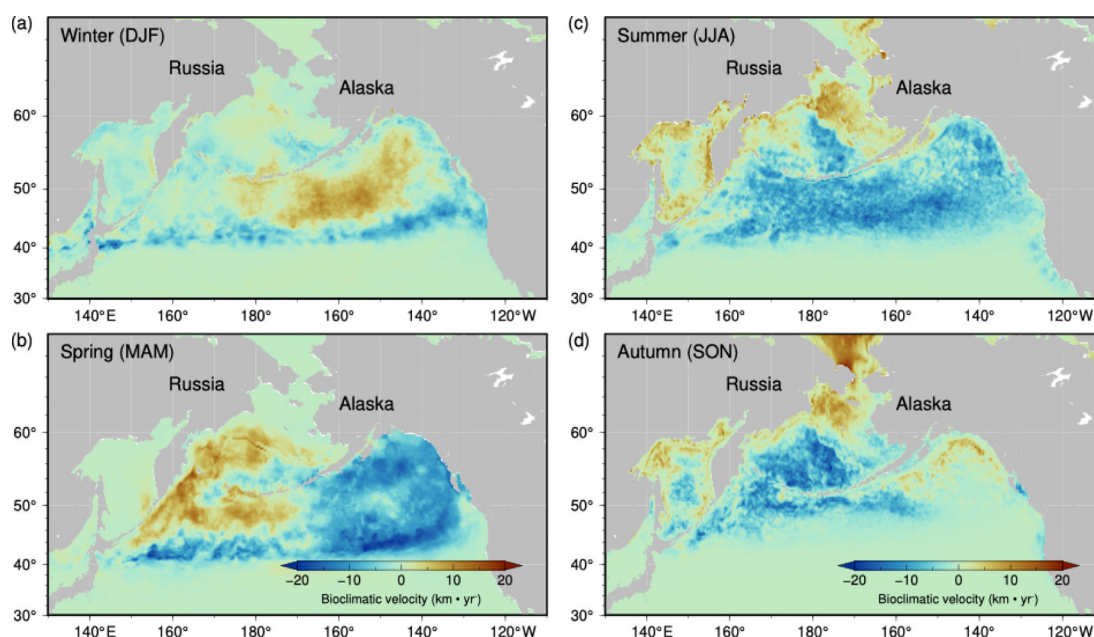 (a)
Winter (DJF)
Russia
Alaska
60°
50°
40°
30°
140°E
160°
180°
160°
140°
120°W
(c)
Summer (JJA)
Russia
Alaska
60°
50°
40°
30°
140°E
160°
180°
160°
140°
120°W
(b)
Spring (MAM)
Russia
Alaska
60°
50°
40°
30°
−20 −10 0 10 20
Bioclimatic velocity (km • yr⁻)
140°E
160°
180°
160°
140°
120°W
(d)
Autumn (SON)
Russia
Alaska
60°
50°
40°
30°
−20 −10 0 10 20
Bioclimatic velocity (km • yr⁻)
140°E
160°
180°
160°
140°
120°W